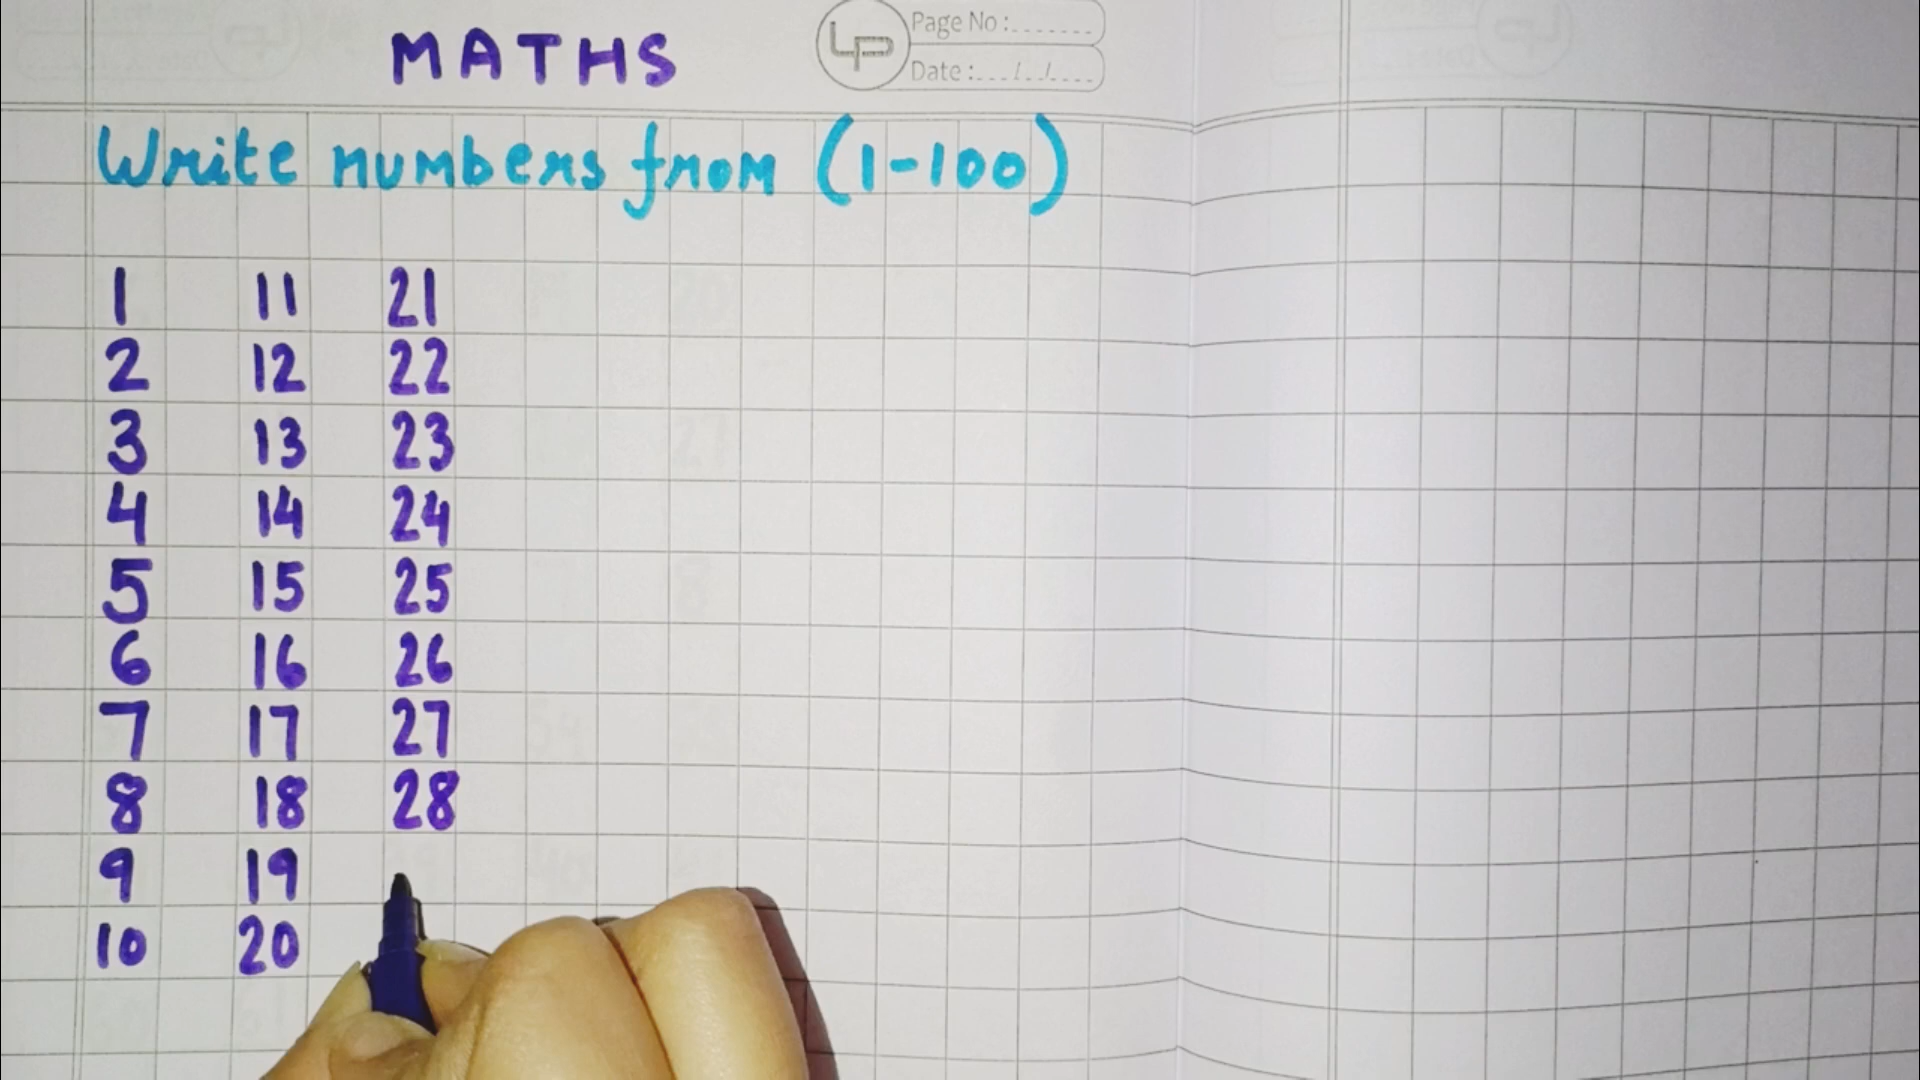 MATHS
LP Page No :.......
Date :.../../....
Write numbers from (1-100)
1 11 21
2 12 22
3 13 23
4 14 24
5 15 25
6 16 26
7 17 27
8 18 28
9 19
10 20